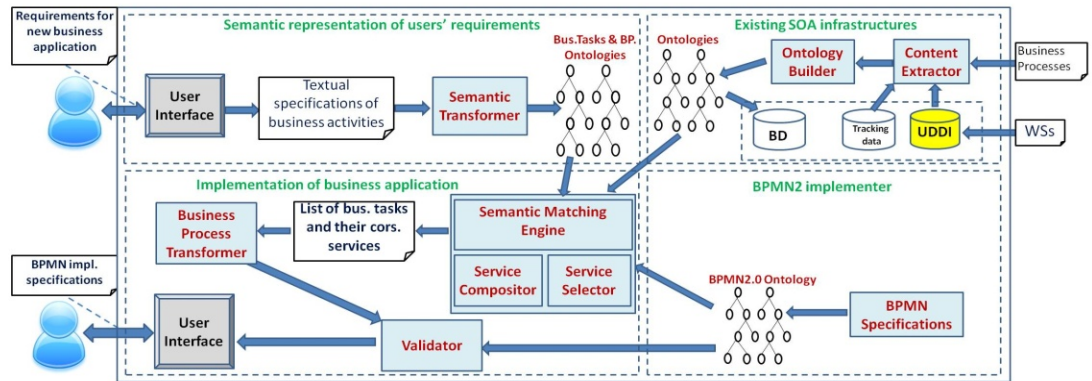 Requirements for
new business
application
Semantic representation of users’ requirements
User
Interface
Textual
specifications of
business activities
Semantic
Transformer
Bus.Tasks & BP.
Ontologies
Existing SOA infrastructures
Ontologies
Ontology
Builder
Content
Extractor
Business
Processes
BD
Tracking
data
UDDI
WSs
Implementation of business application
Business
Process
Transformer
List of bus. tasks
and their cors.
services
Semantic Matching
Engine
Service
Compositor
Service
Selector
BPMN impl.
specifications
User
Interface
Validator
BPMN2 implementer
BPMN2.0 Ontology
BPMN
Specifications